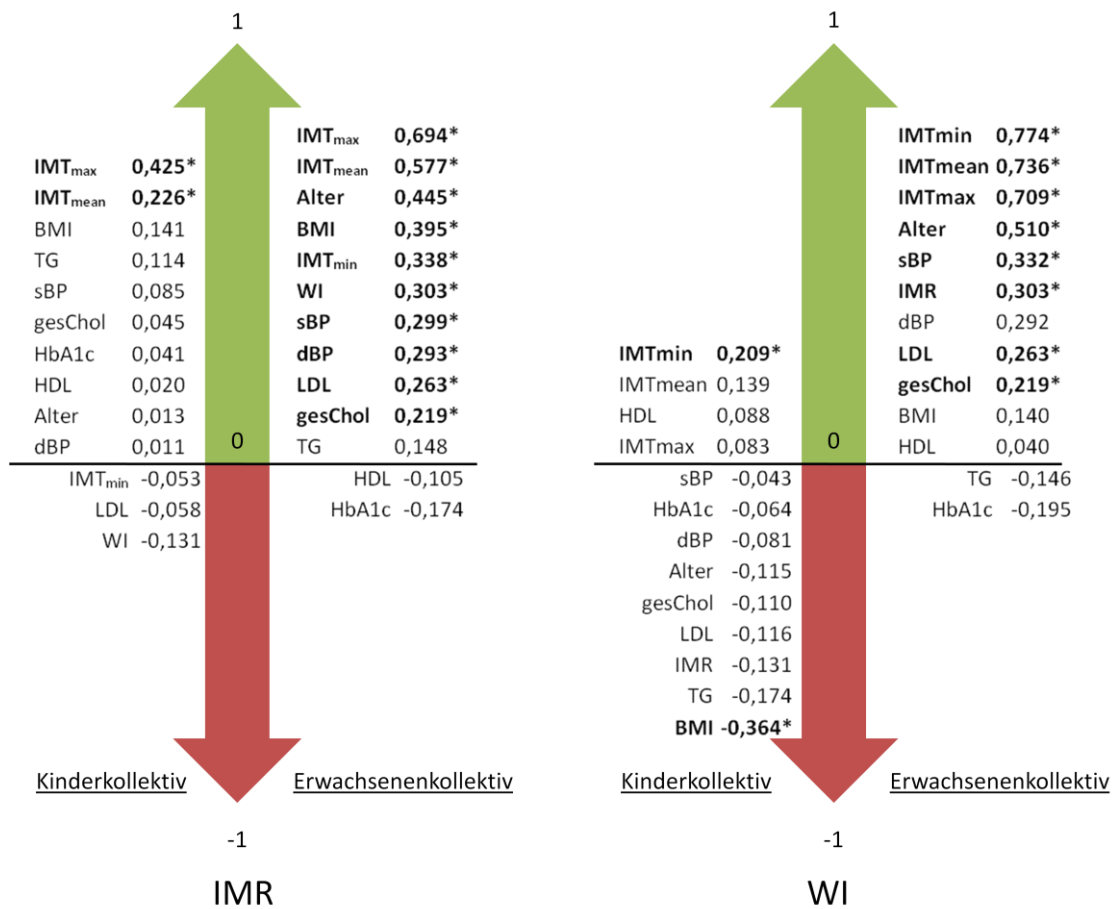 1
IMTmax 0,425*
IMTmean 0,226*
BMI 0,141
TG 0,114
sBP 0,085
gesChol 0,045
HbA1c 0,041
HDL 0,020
Alter 0,013
dBP 0,011
IMTmin -0,053
LDL -0,058
WI -0,131
0
IMTmax 0,694*
IMTmean 0,577*
Alter 0,445*
BMI 0,395*
IMTmin 0,338*
WI 0,303*
sBP 0,299*
dBP 0,293*
LDL 0,263*
gesChol 0,219*
TG 0,148
HDL -0,105
HbA1c -0,174
Kinderkollektiv
Erwachsenenkollektiv
-1
IMR
1
IMTmin 0,209*
IMTmean 0,139
HDL 0,088
IMTmax 0,083
sBP -0,043
HbA1c -0,064
dBP -0,081
Alter -0,115
gesChol -0,110
LDL -0,116
IMR -0,131
TG -0,174
BMI -0,364*
0
IMTmin 0,774*
IMTmean 0,736*
IMTmax 0,709*
Alter 0,510*
sBP 0,332*
IMR 0,303*
dBP 0,292
LDL 0,263*
gesChol 0,219*
BMI 0,140
HDL 0,040
TG -0,146
HbA1c -0,195
Kinderkollektiv
Erwachsenenkollektiv
-1
WI